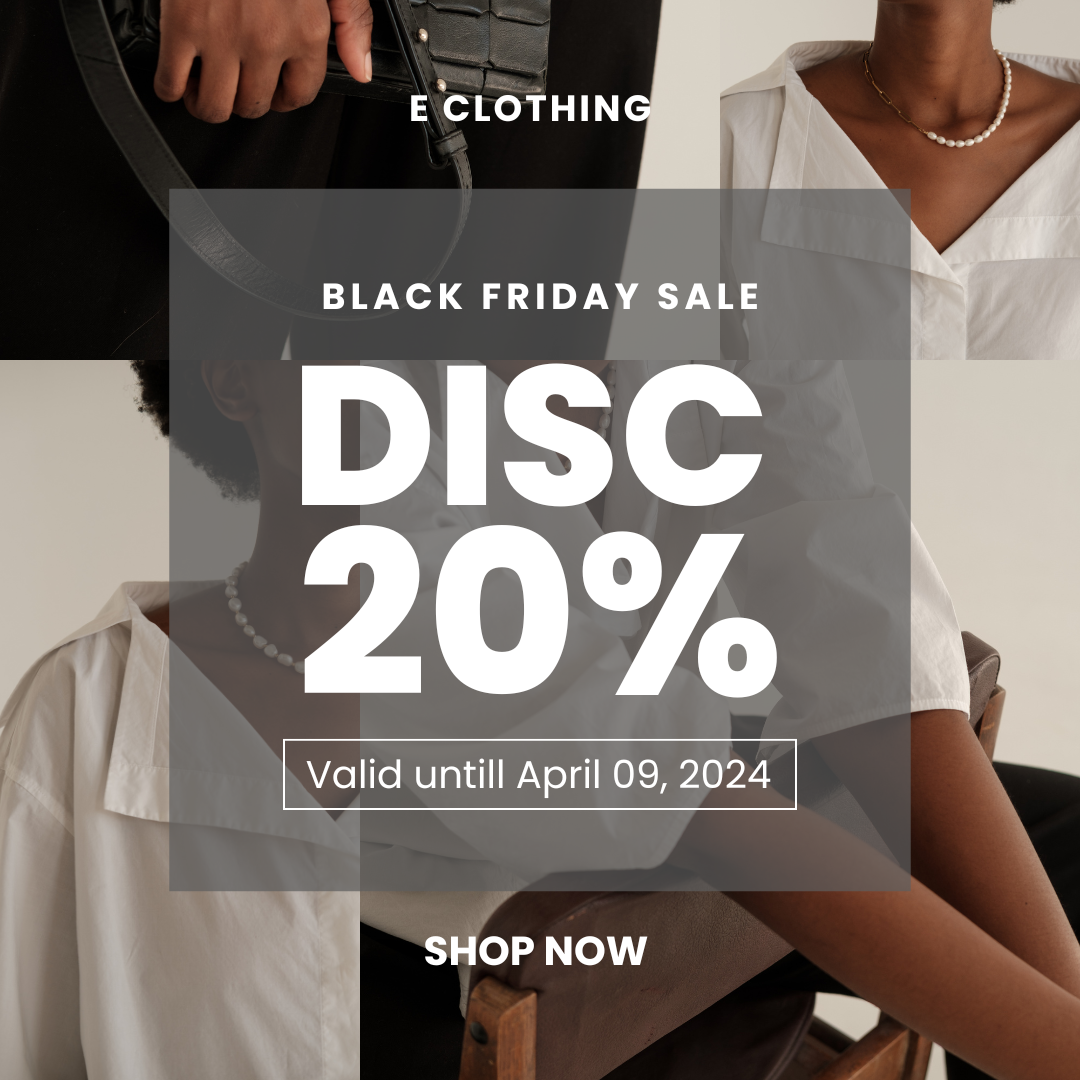 E CLOTHING
BLACK FRIDAY SALE
DISC
20%
Valid untill April 09, 2024
SHOP NOW